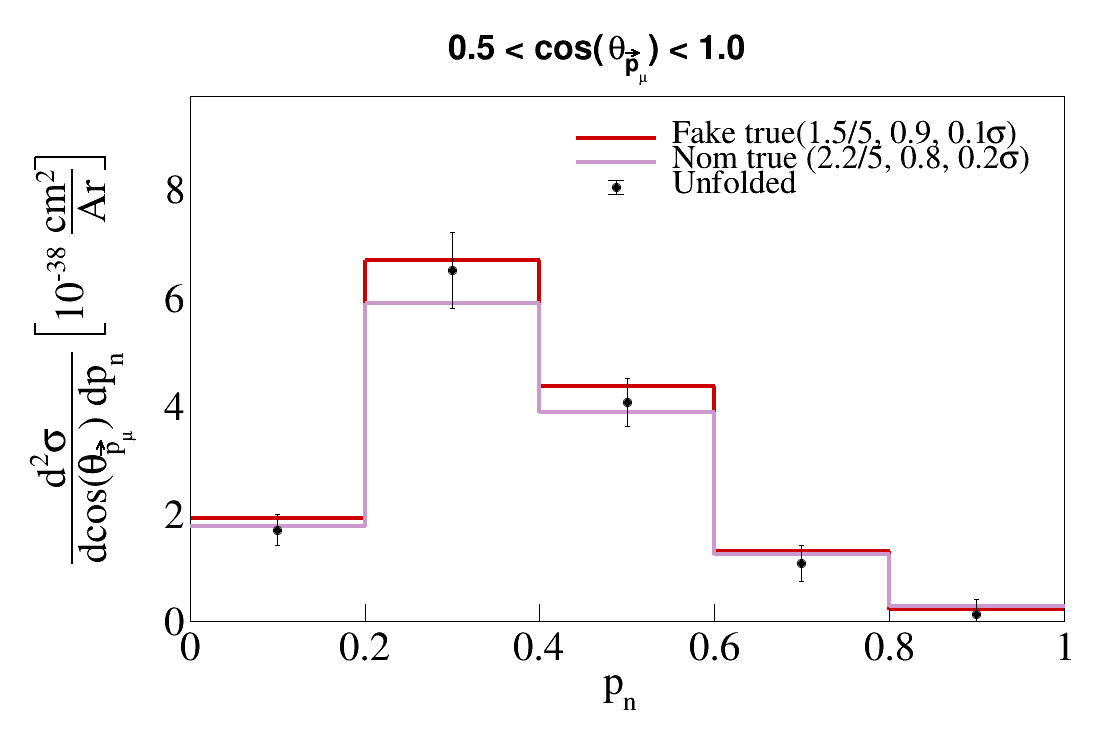 0.5 < cos(θ_{\vec{p}_μ}) < 1.0
Fake true(1.5/5, 0.9, 0.1σ)
Nom true (2.2/5, 0.8, 0.2σ)
Unfolded
d²σ / dcos(θ_{\vec{p}_μ}) dp_n [10^{-38} cm²/Ar]
8
6
4
2
0
0 0.2 0.4 0.6 0.8 1
p_n